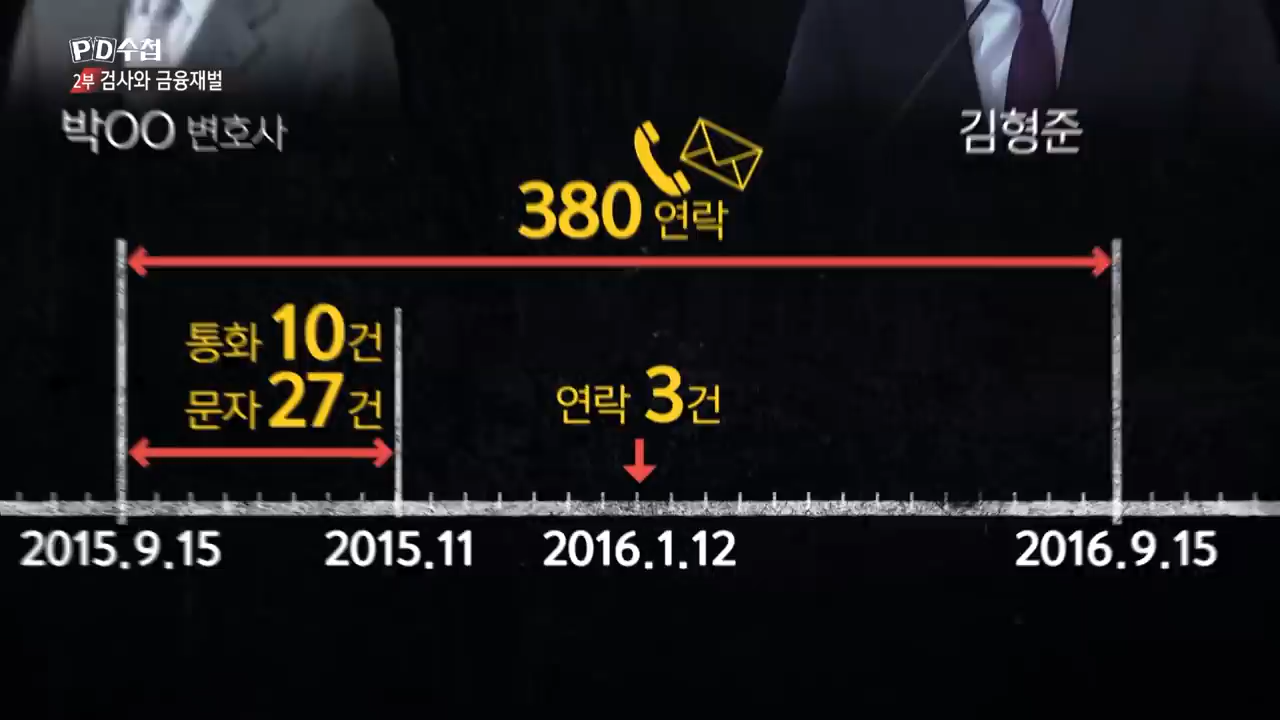 PD수첩
2부 검사와 금융재벌
박OO 변호사
김형준
380 연락
통화 10건
문자 27건
연락 3건
2015.9.15
2015.11
2016.1.12
2016.9.15